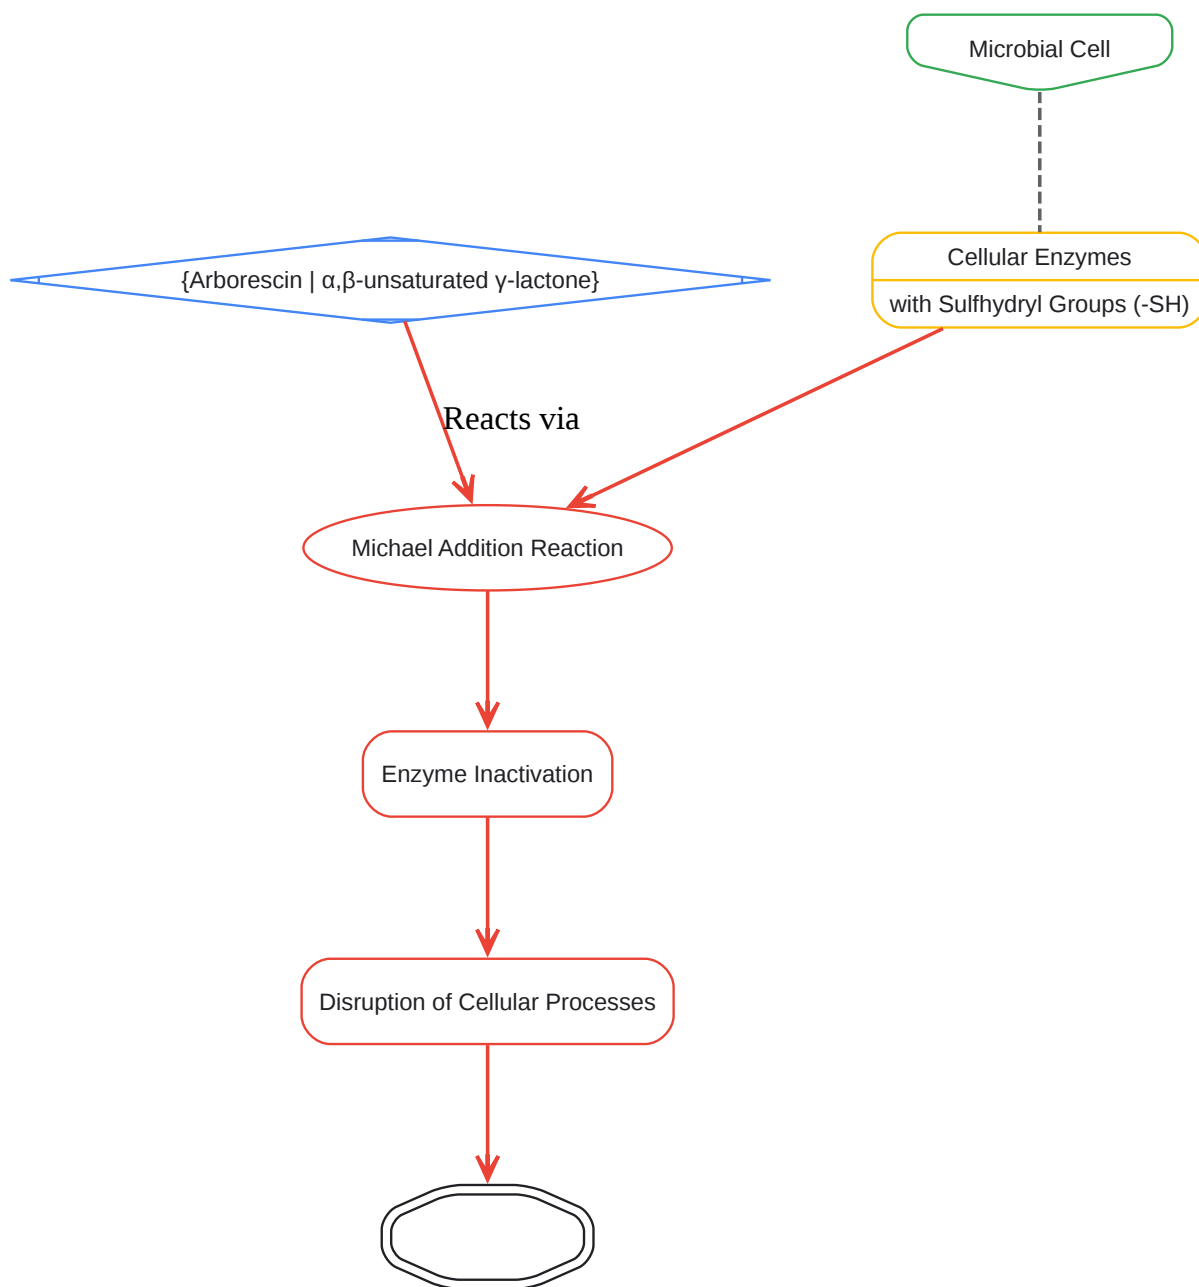 Microbial Cell
{Arborescin | α,β-unsaturated γ-lactone}
Cellular Enzymes
with Sulfhydryl Groups (-SH)
Reacts via
Michael Addition Reaction
Enzyme Inactivation
Disruption of Cellular Processes